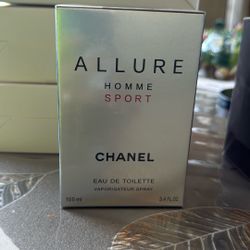 ALLURE
HOMME
SPORT
CHANEL
EAU DE TOILETTE
VAPORISATEUR SPRAY
100 ml 3.4 FL.OZ